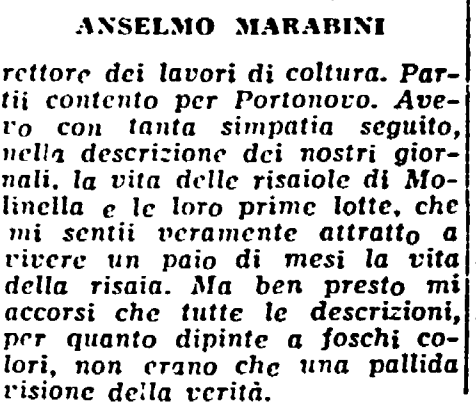 ANSELMO MARABINI
rettore dei lavori di coltura. Par-
tii contento per Portonovo. Ave-
vo con tanta simpatia seguito,
nella descrizione dei nostri gior-
nali, la vita delle risaiole di Mo-
linella e le loro prime lotte, che
mi sentii veramente attratto a
vivere un paio di mesi la vita
della risaia. Ma ben presto mi
accorsi che tutte le descrizioni,
per quanto dipinte a foschi co-
lori, non erano che una pallida
visione della verità.